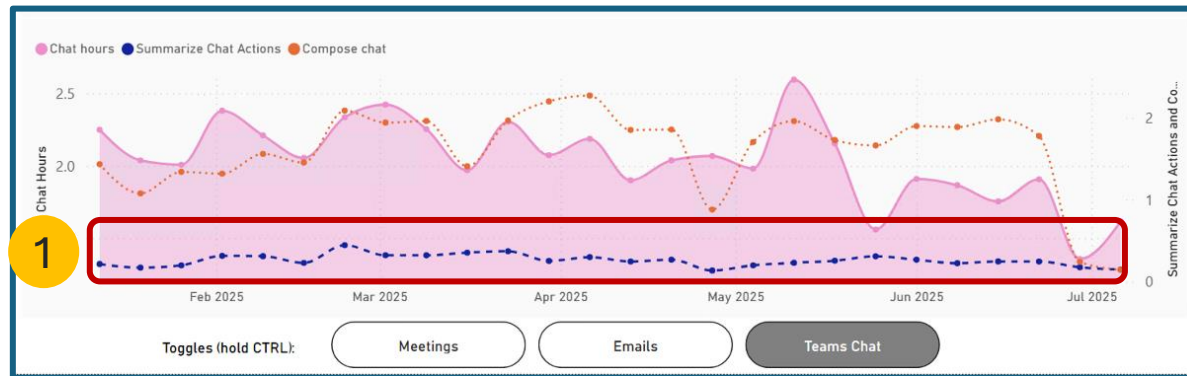 Chat hours Summarize Chat Actions Compose chat
2.5
2.0
Chat Hours
2
1
0
Summarize Chat Actions and Co...
1
Feb 2025 Mar 2025 Apr 2025 May 2025 Jun 2025 Jul 2025
Toggles (hold CTRL): Meetings Emails Teams Chat